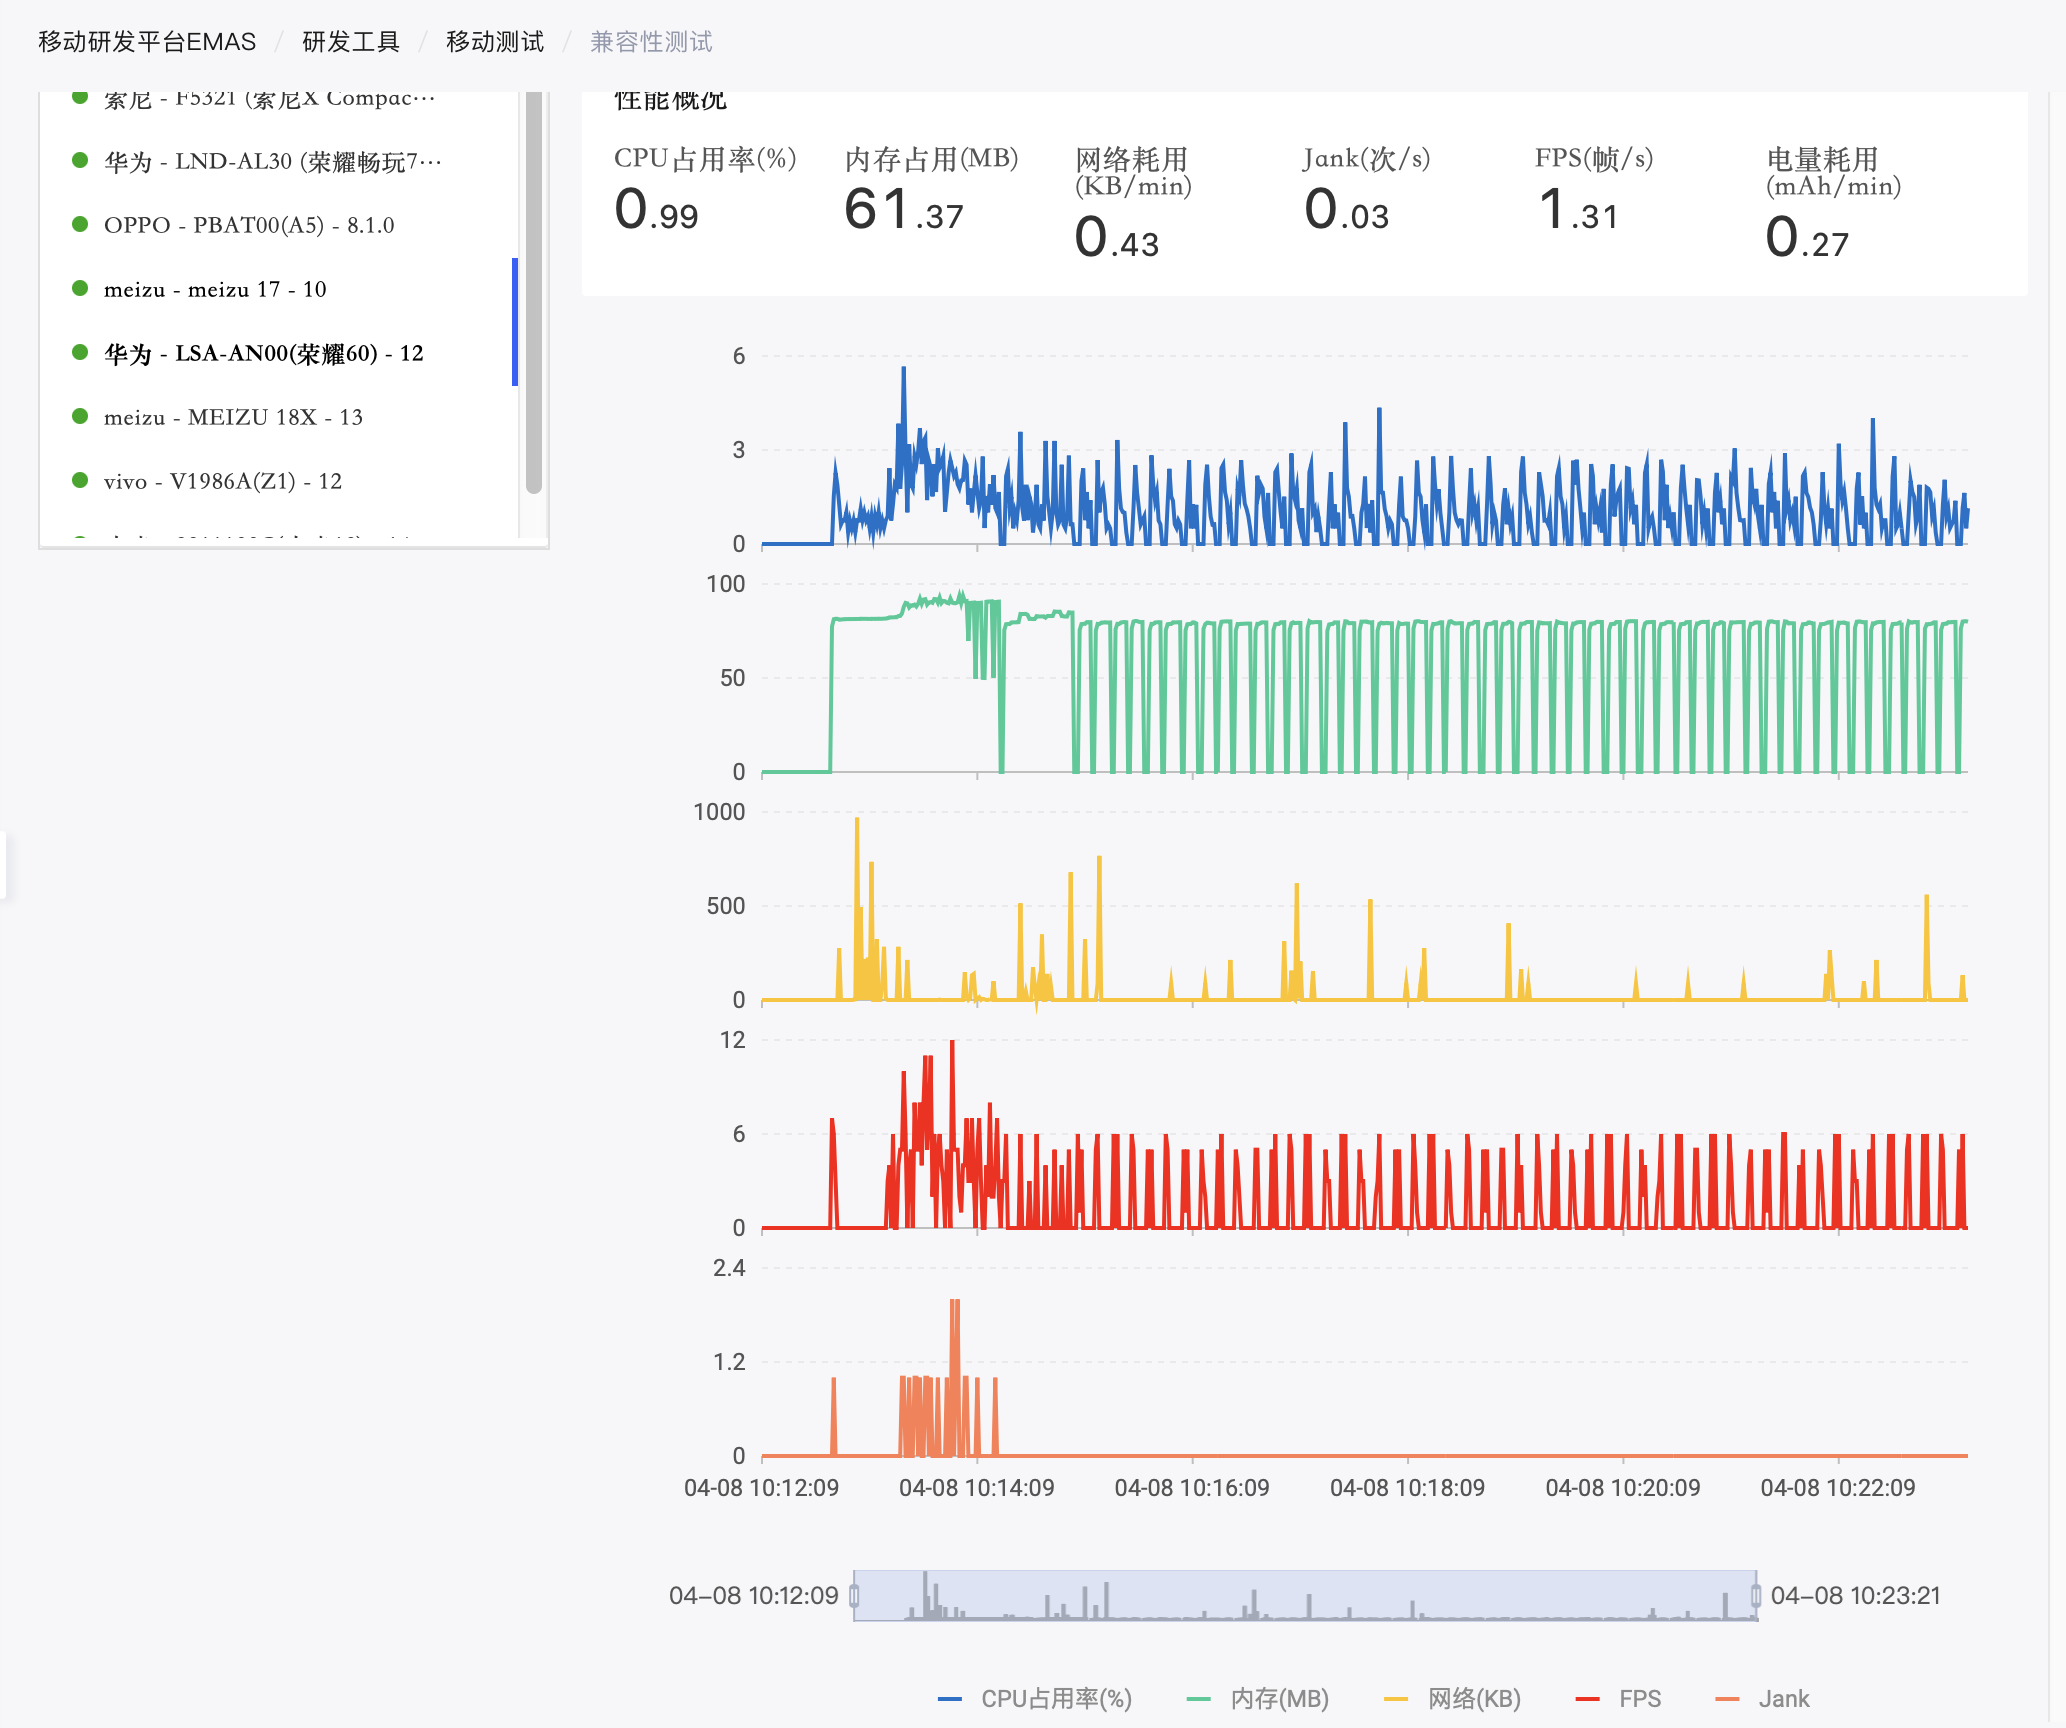 移动研发平台EMAS / 研发工具 / 移动测试 / 兼容性测试
索尼 - F5321 (索尼X Compac···
华为 - LND-AL30 (荣耀畅玩7···
OPPO - PBAT00(A5) - 8.1.0
meizu - meizu 17 - 10
华为 - LSA-AN00(荣耀60) - 12
meizu - MEIZU 18X - 13
vivo - V1986A(Z1) - 12
性能概况
CPU占用率(%)
0.99
内存占用(MB)
61.37
网络耗用
(KB/min)
0.43
Jank(次/s)
0.03
FPS(帧/s)
1.31
电量耗用
(mAh/min)
0.27
6
3
0
100
50
0
1000
500
0
12
6
0
2.4
1.2
0
04-08 10:12:09 04-08 10:14:09 04-08 10:16:09 04-08 10:18:09 04-08 10:20:09 04-08 10:22:09
04-08 10:12:09 04-08 10:23:21
CPU占用率(%) 内存(MB) 网络(KB) FPS Jank